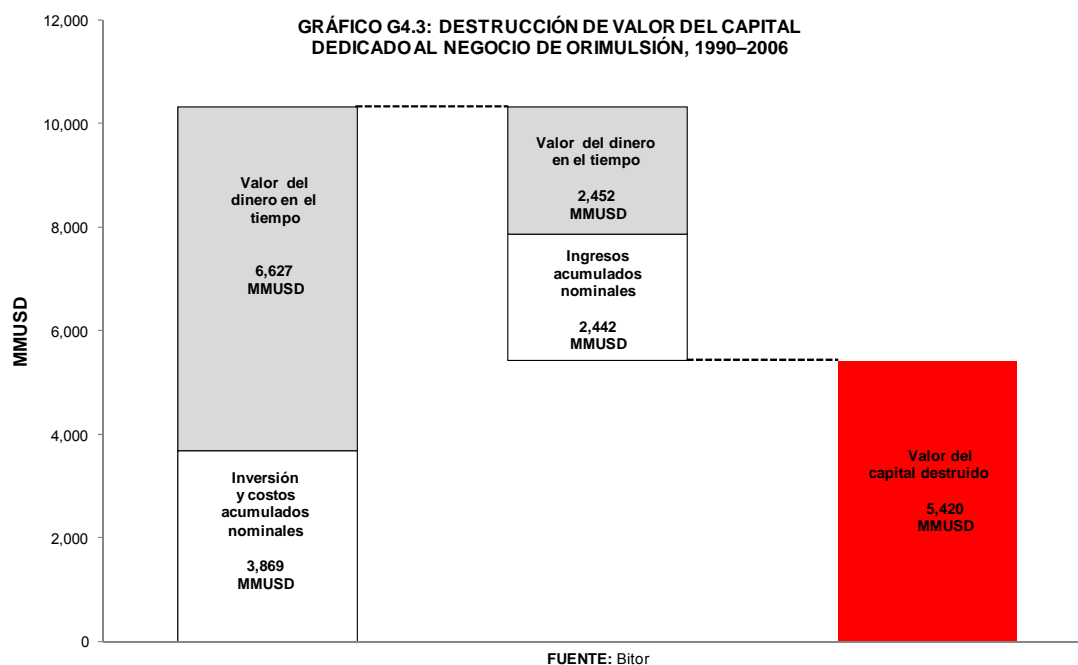 GRÁFICO G4.3: DESTRUCCIÓN DE VALOR DEL CAPITAL
DEDICADO AL NEGOCIO DE ORIMULSIÓN, 1990–2006
MMUSD
12,000
10,000
8,000
6,000
4,000
2,000
0
Valor del
dinero en el
tiempo
6,627
MMUSD
Inversión
y costos
acumulados
nominales
3,869
MMUSD
Valor del dinero
en el tiempo
2,452
MMUSD
Ingresos
acumulados
nominales
2,442
MMUSD
Valor del
capital destruido
5,420
MMUSD
FUENTE: Bitor